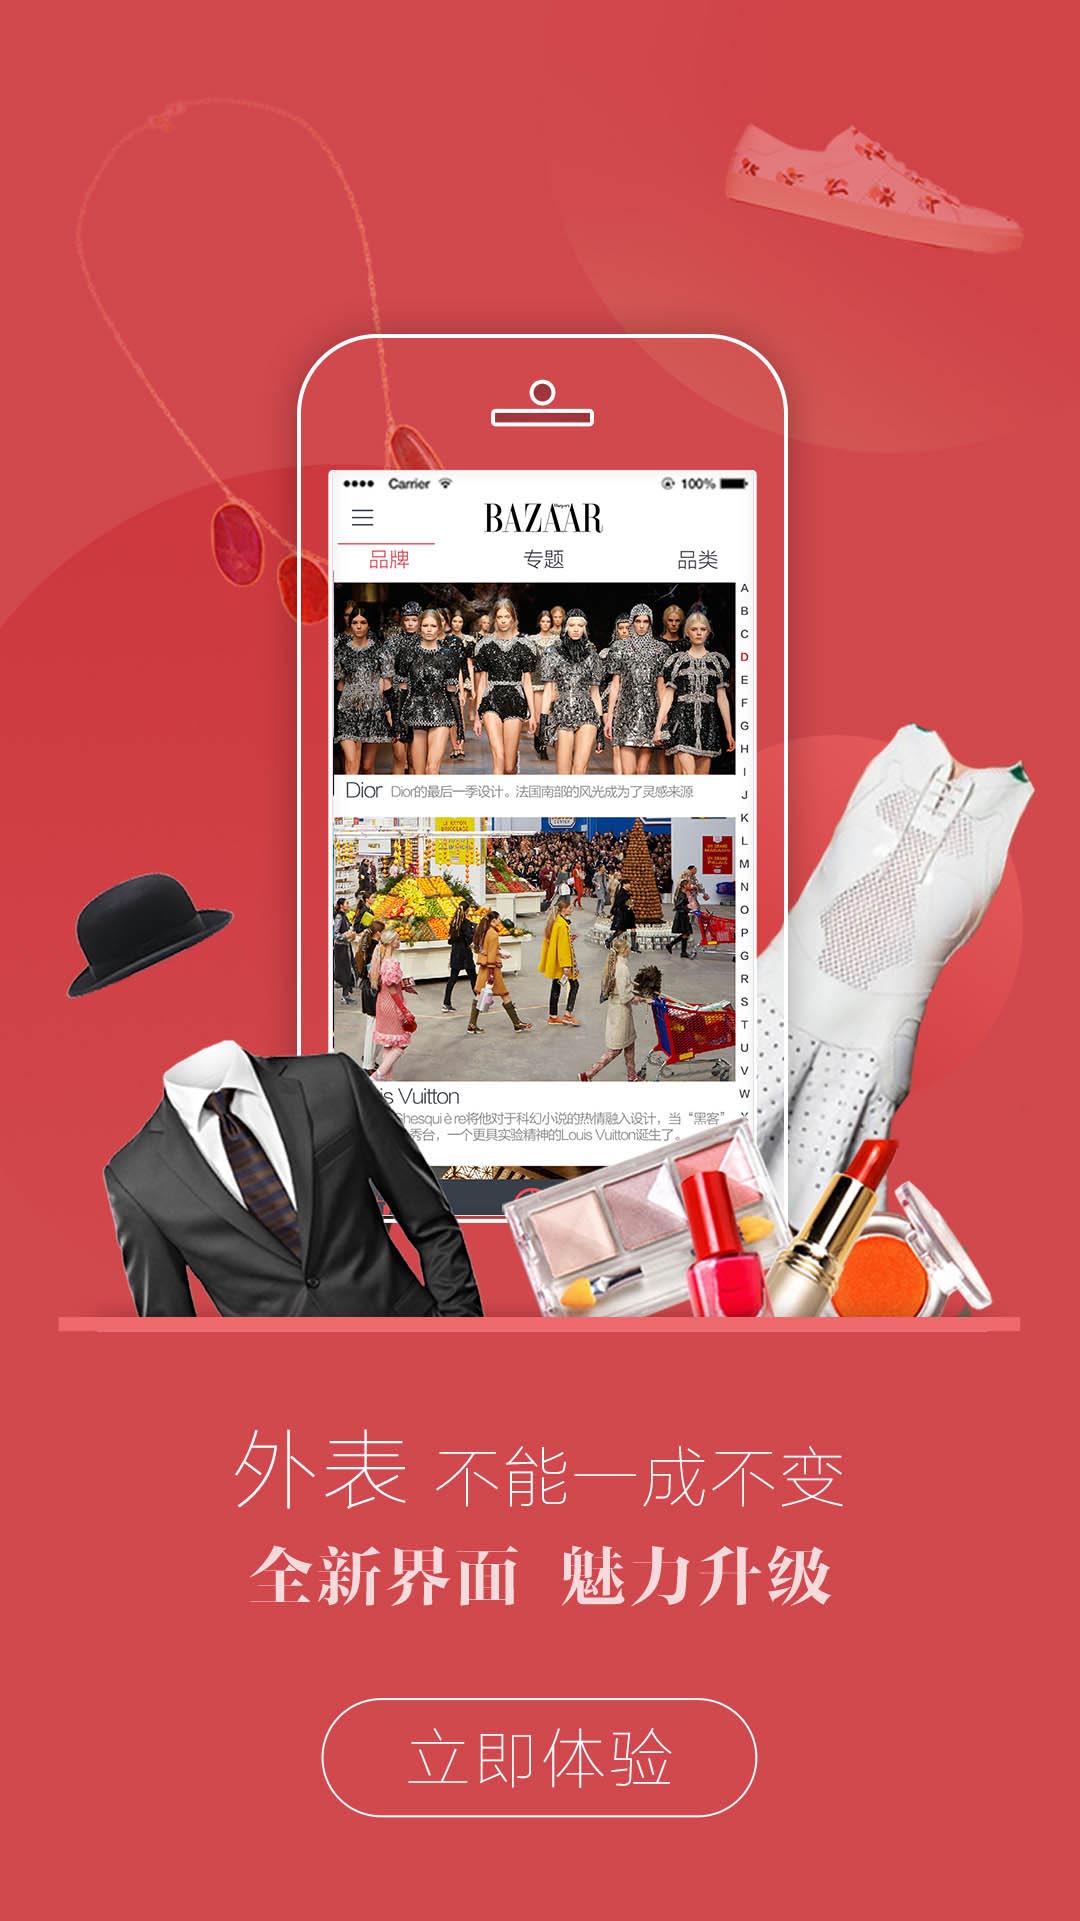 Carrier 100%
Harper's
BAZAAR
品牌 专题 品类
A
B
C
D
E
F
G
H
I
J
K
L
M
N
O
P
G
R
S
T
U
V
W
Dior Dior的最后一季设计。法国南部的风光成为了灵感来源
is Vuitton
hesquière将他对于科幻小说的热情融入设计，当“黑客”
秀台，一个更具实验精神的Louis Vuitton诞生了。
外表 不能一成不变
全新界面 魅力升级
立即体验